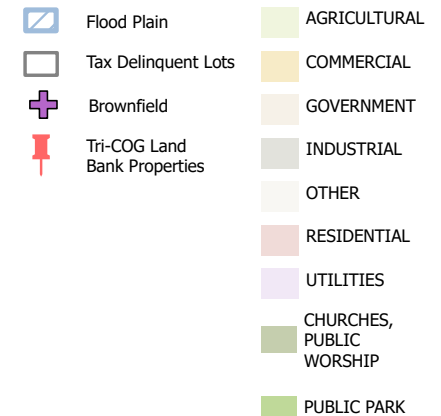 Flood Plain
Tax Delinquent Lots
Brownfield
Tri-COG Land
Bank Properties
AGRICULTURAL
COMMERCIAL
GOVERNMENT
INDUSTRIAL
OTHER
RESIDENTIAL
UTILITIES
CHURCHES,
PUBLIC
WORSHIP
PUBLIC PARK